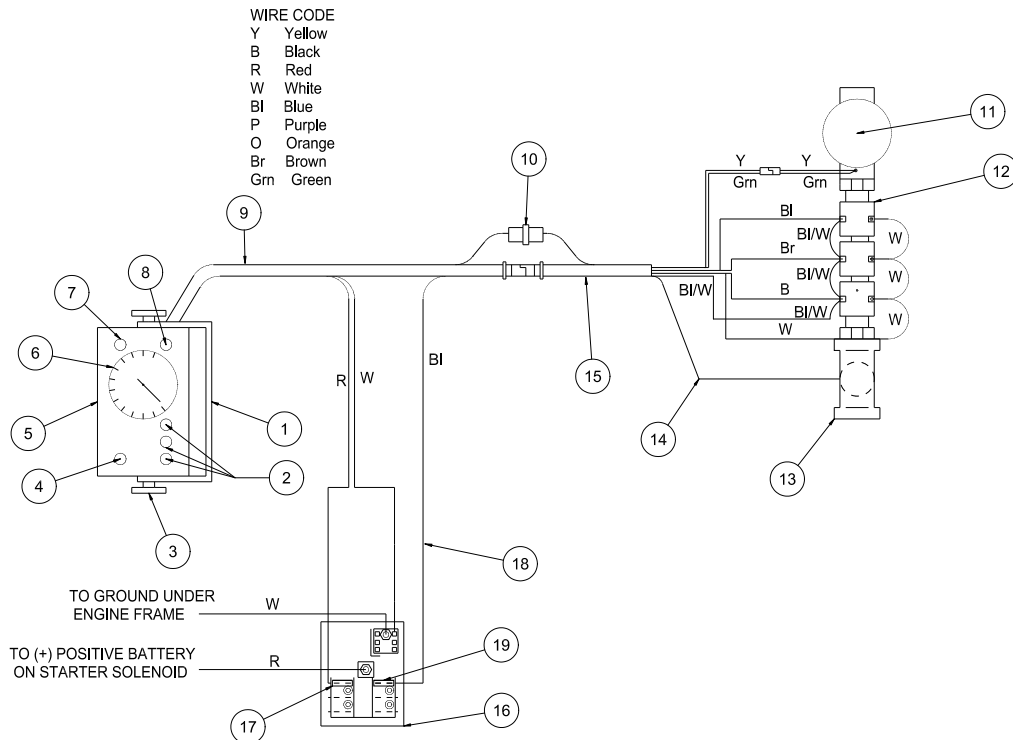 WIRE CODE
Y Yellow
B Black
R Red
W White
Bl Blue
P Purple
O Orange
Br Brown
Grn Green
11
10
Y Y
Grn Grn
12
9
Bl
Bl/W
W
Br
8
7
Bl/W
W
6
Bl/W
B
Bl/W
W
W
R
W
Bl
15
5
1
14
4
2
13
3
18
TO GROUND UNDER
ENGINE FRAME
W
19
TO (+) POSITIVE BATTERY
ON STARTER SOLENOID
R
17
16